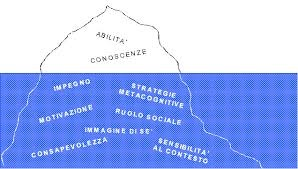 ABILITA'
CONOSCENZE
IMPEGNO
STRATEGIE
METACOGNITIVE
MOTIVAZIONE
RUOLO SOCIALE
IMMAGINE DI SE'
CONSAPEVOLEZZA
SENSIBILITA'
AL CONTESTO